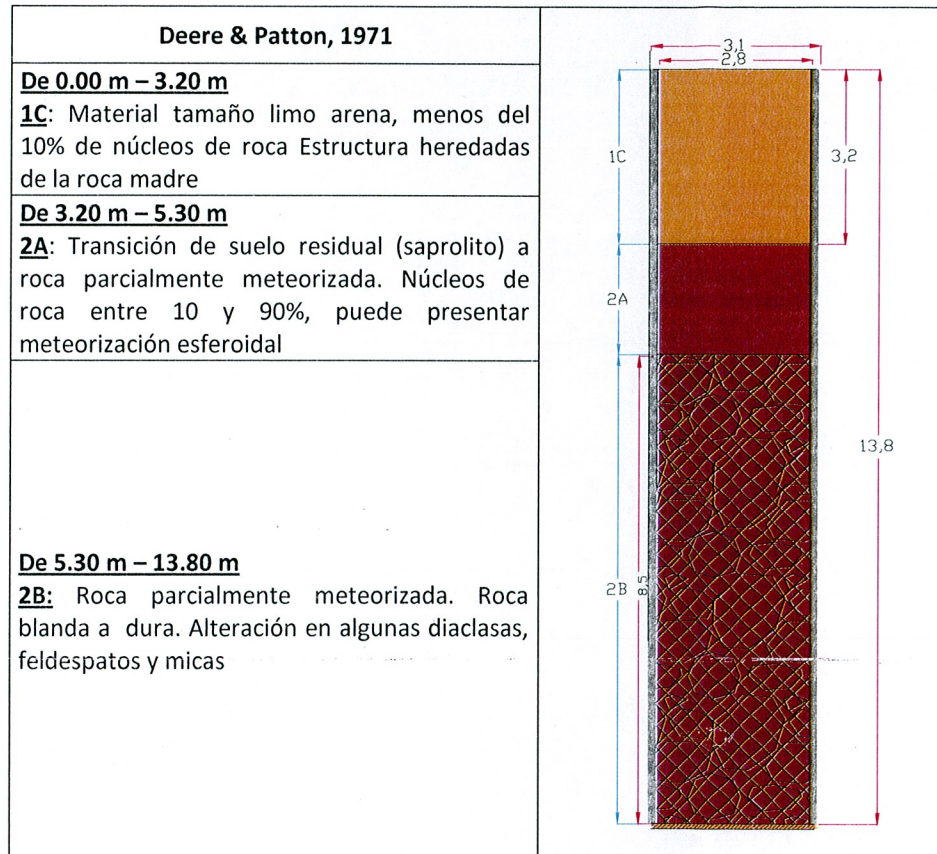 Deere & Patton, 1971
De 0.00 m – 3.20 m
1C: Material tamaño limo arena, menos del
10% de núcleos de roca Estructura heredadas
de la roca madre
De 3.20 m – 5.30 m
2A: Transición de suelo residual (saprolito) a
roca parcialmente meteorizada. Núcleos de
roca entre 10 y 90%, puede presentar
meteorización esferoidal
De 5.30 m – 13.80 m
2B: Roca parcialmente meteorizada. Roca
blanda a dura. Alteración en algunas diaclasas,
feldespatos y micas
3,1
2,8
1C
3,2
2A
13,8
2B
8,5